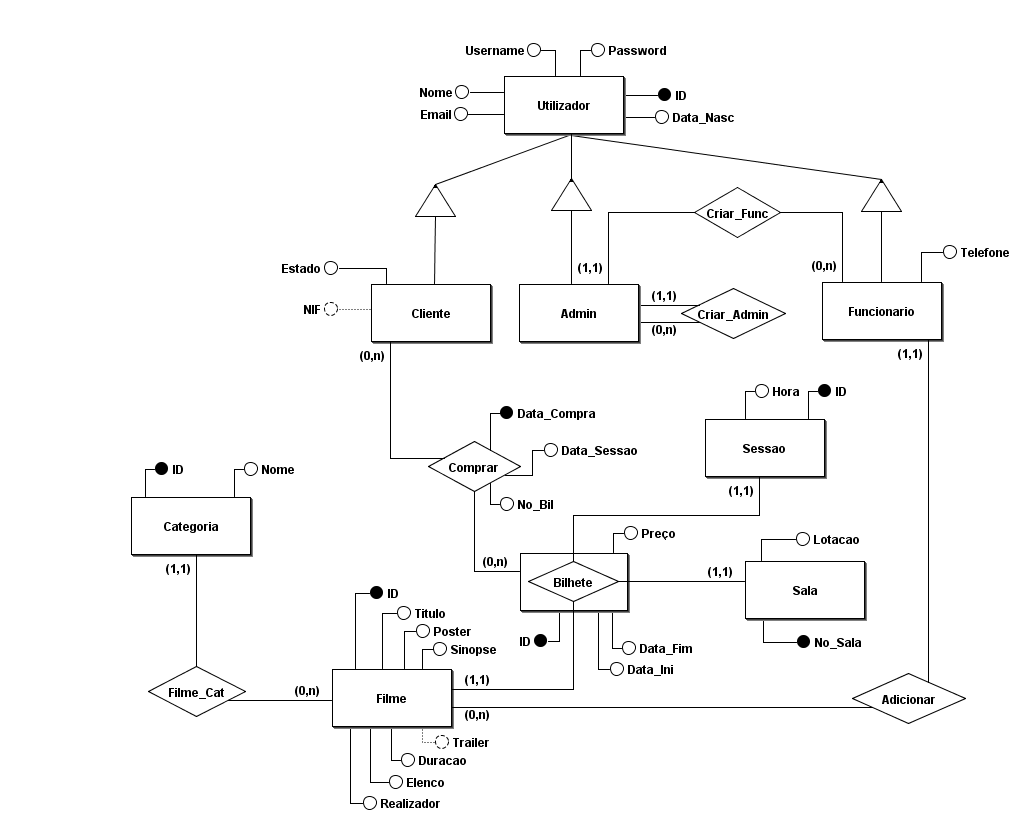 Username
Password
Nome
Utilizador
ID
Email
Data_Nasc
Criar_Func
Telefone
Estado
(1,1)
(0,n)
NIF
Cliente
Admin
(1,1)
Criar_Admin
(0,n)
Funcionario
(0,n)
(1,1)
Data_Compra
Hora
ID
Data_Sessao
Sessao
ID
Nome
Comprar
No_Bil
(1,1)
Categoria
Preço
Lotacao
(1,1)
(0,n)
Bilhete
(1,1)
Sala
ID
Titulo
Poster
Sinopse
ID
Data_Fim
Data_Ini
No_Sala
Filme_Cat
(0,n)
Filme
(1,1)
(0,n)
Adicionar
Trailer
Duracao
Elenco
Realizador